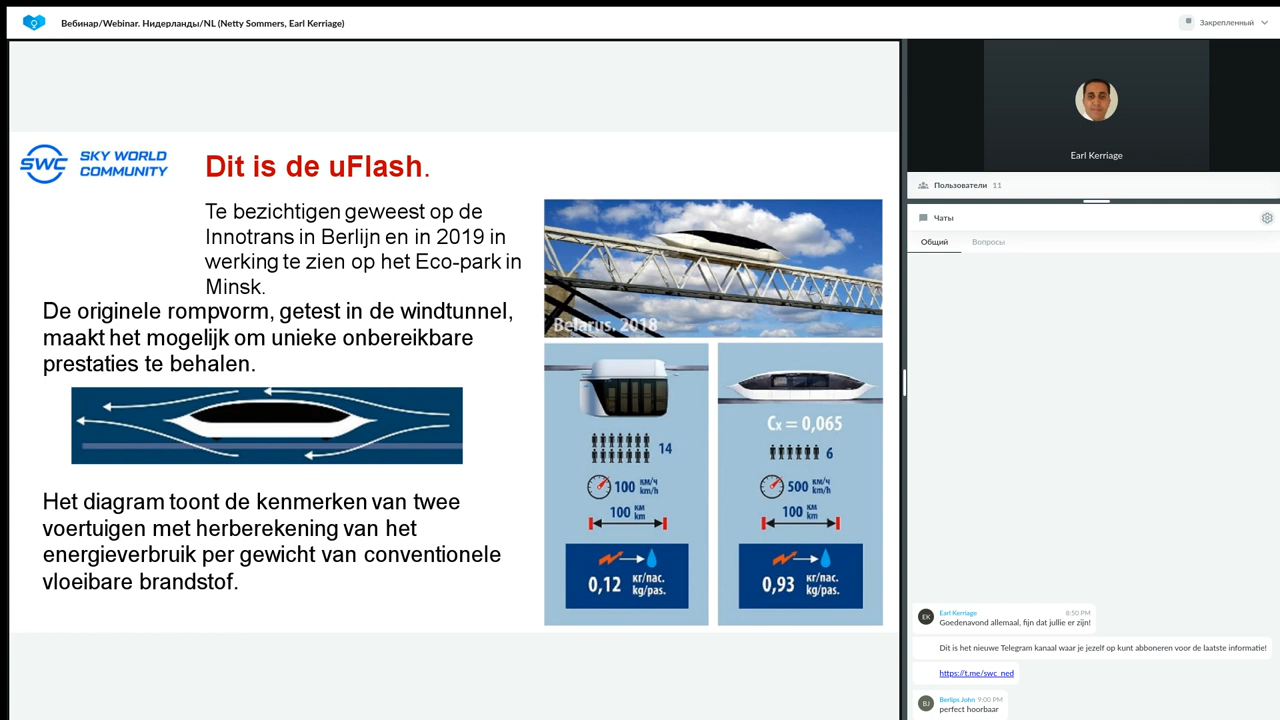 Вебинар/Webinar. Нидерланды/NL (Netty Sommers, Earl Kerriage)
Закрепленный
SWC SKY WORLD
COMMUNITY
Dit is de uFlash.
Te bezichtigen geweest op de
Innotrans in Berlijn en in 2019 in
werking te zien op het Eco-park in
Minsk.
De originele rompvorm, getest in de windtunnel,
maakt het mogelijk om unieke onbereikbare
prestaties te behalen.
Het diagram toont de kenmerken van twee
voertuigen met herberekening van het
energieverbruik per gewicht van conventionele
vloeibare brandstof.
Belarus, 2018
14
100 км/ч
km/h
100 км
km
0,12 кг/пас.
kg/pas.
Cx = 0,065
6
500 км/ч
km/h
100 км
km
0,93 кг/пас.
kg/pas.
Earl Kerriage
Пользователи 11
Чаты
Общий Вопросы
EK
Earl Kerriage 8:50 PM
Goedenavond allemaal, fijn dat jullie er zijn!
Dit is het nieuwe Telegram kanaal waar je jezelf op kunt abboneren voor de laatste informatie!
https://t.me/swc_ned
BJ
Berlips John 9:00 PM
perfect hoorbaar